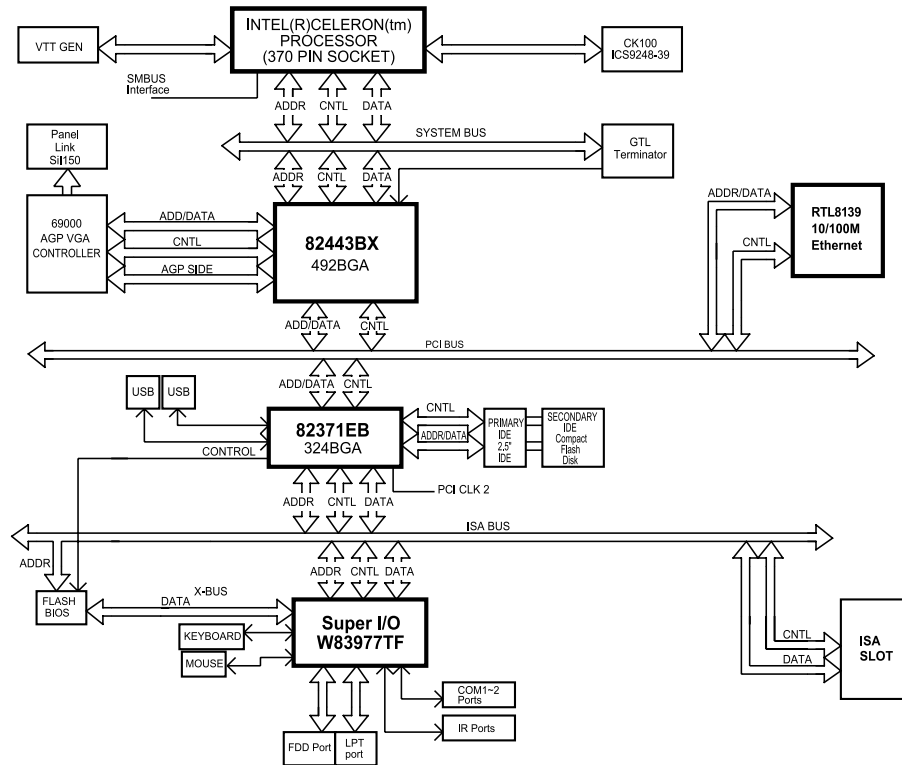 INTEL(R)CELERON(tm)
PROCESSOR
(370 PIN SOCKET)
VTT GEN
CK100
ICS9248-39
SMBUS
Interface
ADDR
CNTL
DATA
SYSTEM BUS
GTL
Terminator
Panel
Link
Sil150
ADDR
CNTL
DATA
69000
AGP VGA
CONTROLLER
ADD/DATA
CNTL
AGP SIDE
82443BX
492BGA
ADDR/DATA
CNTL
RTL8139
10/100M
Ethernet
ADD/DATA
CNTL
PCI BUS
ADD/DATA
CNTL
USB
USB
82371EB
324BGA
CNTL
ADDR/DATA
PRIMARY
IDE
2.5"
IDE
SECONDARY
IDE
Compact
Flash
Disk
CONTROL
ADDR
CNTL
DATA
PCI CLK 2
ISA BUS
ADDR
ADDR
CNTL
DATA
FLASH
BIOS
X-BUS
DATA
Super I/O
W83977TF
KEYBOARD
MOUSE
CNTL
DATA
ISA
SLOT
COM1~2
Ports
IR Ports
FDD Port
LPT
port